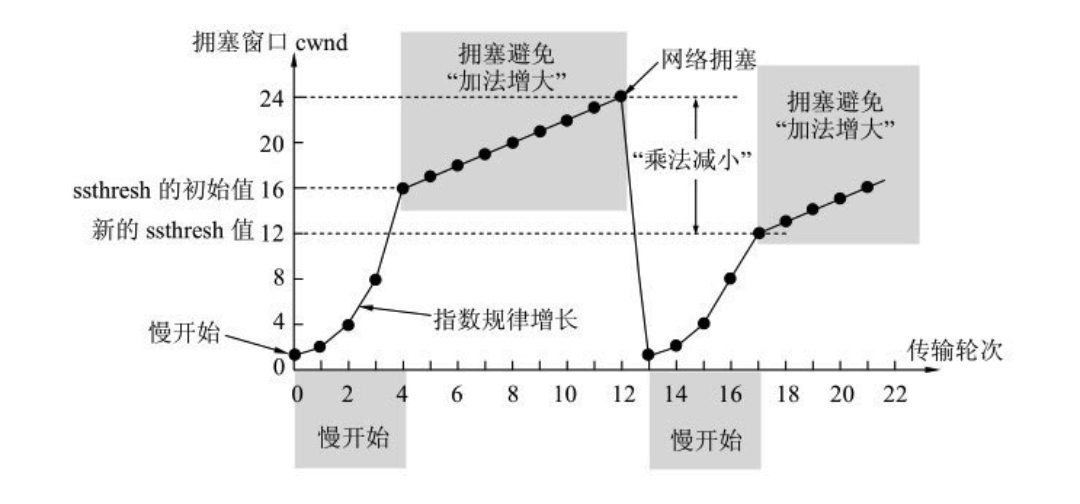 拥塞窗口 cwnd
拥塞避免
“加法增大”
网络拥塞
拥塞避免
“加法增大”
24
20
“乘法减小”
ssthresh 的初始值 16
新的 ssthresh 值 12
8
4
指数规律增长
慢开始
0
传输轮次
0 2 4 6 8 10 12 14 16 18 20 22
慢开始
慢开始